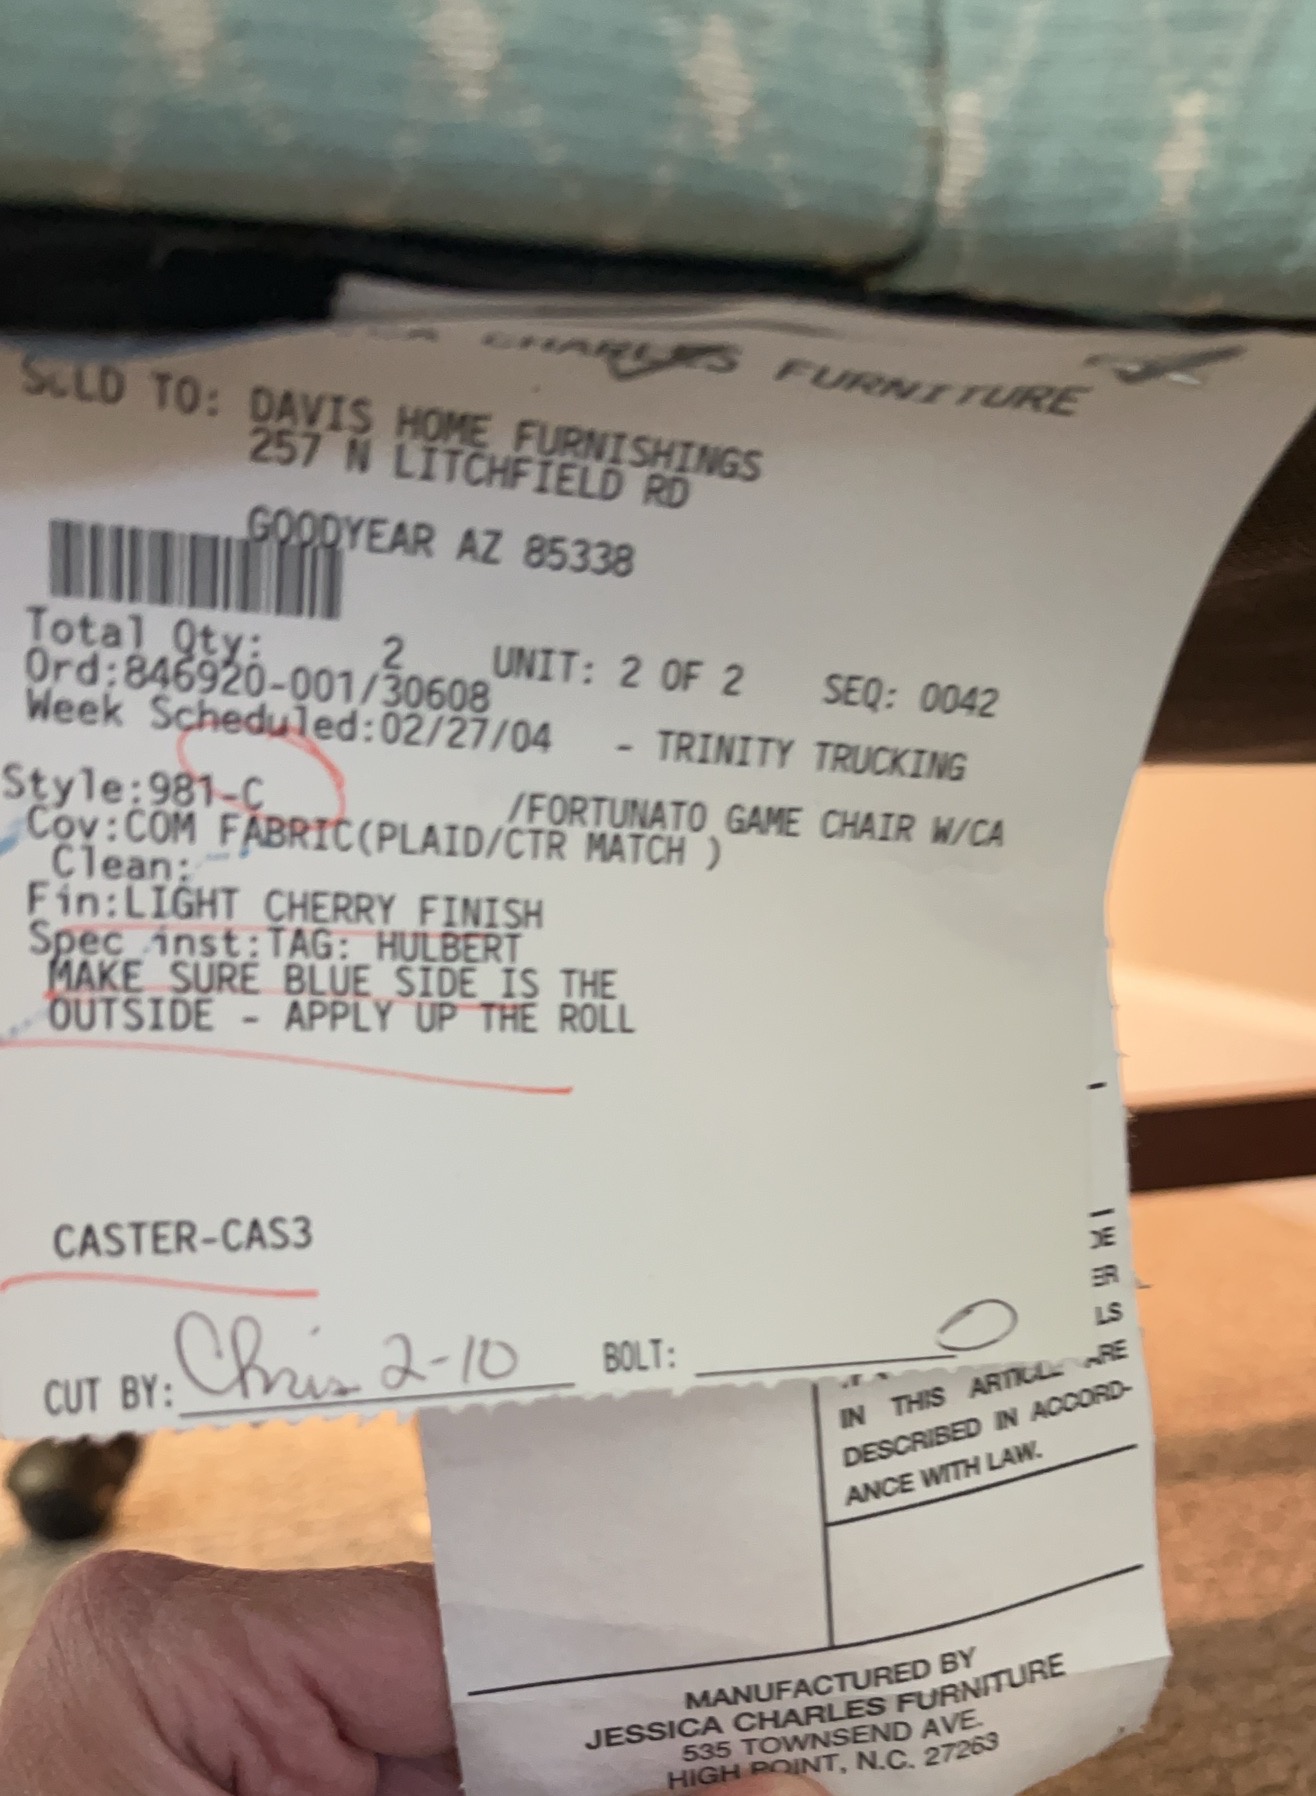 CHARLES FURNITURE
SOLD TO: DAVIS HOME FURNISHINGS
257 N LITCHFIELD RD
GOODYEAR AZ 85338
Total Qty: 2 UNIT: 2 OF 2 SEQ: 0042
Ord:846920-001/30608
Week Scheduled:02/27/04 - TRINITY TRUCKING
Style:981-C /FORTUNATO GAME CHAIR W/CA
Cov:COM FABRIC(PLAID/CTR MATCH )
Clean:
Fin:LIGHT CHERRY FINISH
Spec inst:TAG: HULBERT
MAKE SURE BLUE SIDE IS THE
OUTSIDE - APPLY UP THE ROLL
CASTER-CAS3
CUT BY: Chris 2-10 BOLT:
DE
ER
LS
IN THIS ARTICLE ARE
DESCRIBED IN ACCORD-
ANCE WITH LAW.
MANUFACTURED BY
JESSICA CHARLES FURNITURE
535 TOWNSEND AVE.
HIGH POINT, N.C. 27263